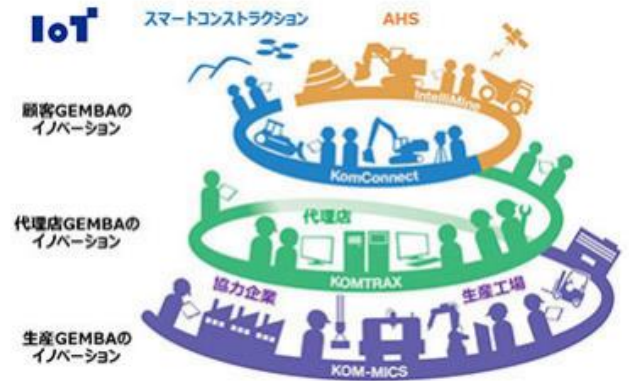 IoT
スマートコンストラクション
AHS
顧客GEMBAの
イノベーション
IntelliMine
KomConnect
代理店GEMBAの
イノベーション
代理店
KOMTRAX
協力企業
生産工場
生産GEMBAの
イノベーション
KOM-MICS